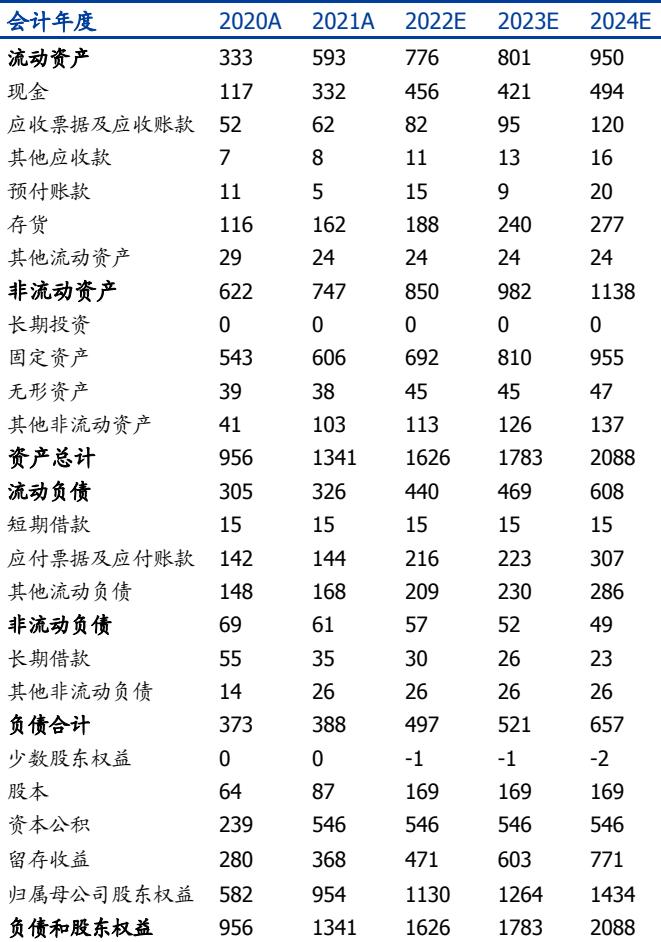 会计年度 2020A 2021A 2022E 2023E 2024E
流动资产 333 593 776 801 950
现金 117 332 456 421 494
应收票据及应收账款 52 62 82 95 120
其他应收款 7 8 11 13 16
预付账款 11 5 15 9 20
存货 116 162 188 240 277
其他流动资产 29 24 24 24 24
非流动资产 622 747 850 982 1138
长期投资 0 0 0 0 0
固定资产 543 606 692 810 955
无形资产 39 38 45 45 47
其他非流动资产 41 103 113 126 137
资产总计 956 1341 1626 1783 2088
流动负债 305 326 440 469 608
短期借款 15 15 15 15 15
应付票据及应付账款 142 144 216 223 307
其他流动负债 148 168 209 230 286
非流动负债 69 61 57 52 49
长期借款 55 35 30 26 23
其他非流动负债 14 26 26 26 26
负债合计 373 388 497 521 657
少数股东权益 0 0 -1 -1 -2
股本 64 87 169 169 169
资本公积 239 546 546 546 546
留存收益 280 368 471 603 771
归属母公司股东权益 582 954 1130 1264 1434
负债和股东权益 956 1341 1626 1783 2088